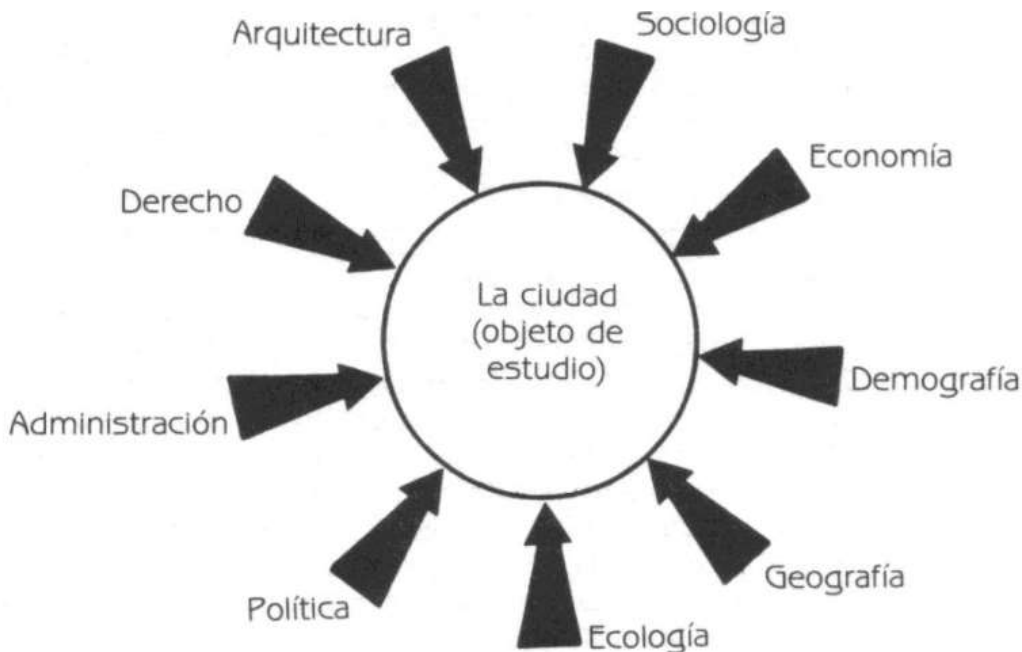 Arquitectura
Sociología
Derecho
Economía
La ciudad
(objeto de
estudio)
Administración
Demografía
Política
Geografía
Ecología